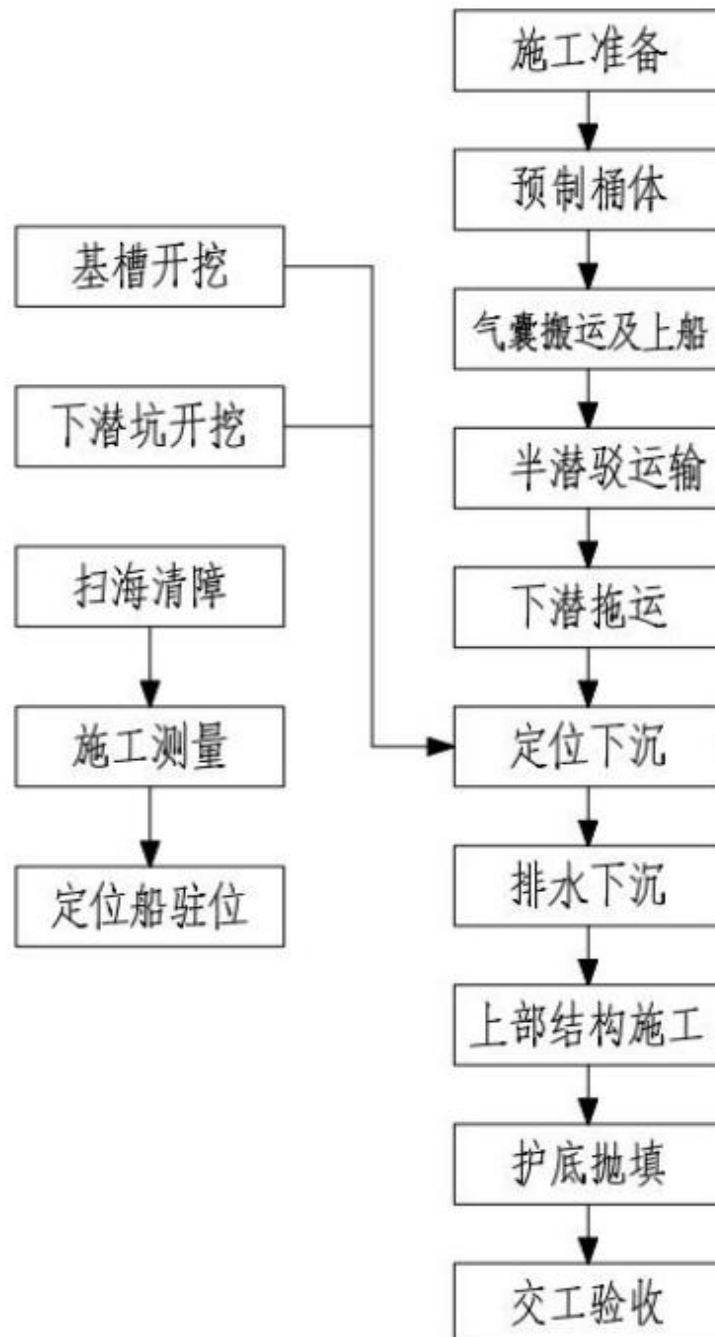 施工准备
预制桶体
气囊搬运及上船
半潜驳运输
下潜拖运
定位下沉
排水下沉
上部结构施工
护底抛填
交工验收
基槽开挖
下潜坑开挖
扫海清障
施工测量
定位船驻位